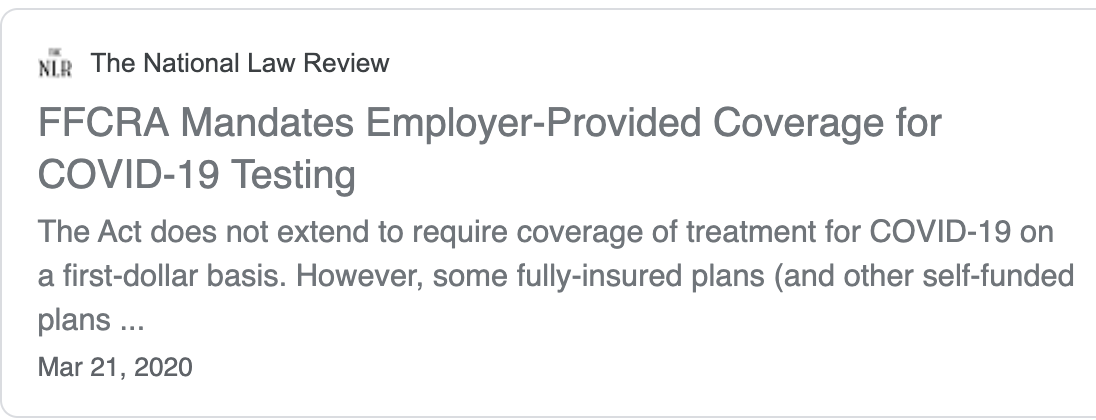 THE
NLR
The National Law Review
FFCRA Mandates Employer-Provided Coverage for
COVID-19 Testing
The Act does not extend to require coverage of treatment for COVID-19 on
a first-dollar basis. However, some fully-insured plans (and other self-funded
plans ...
Mar 21, 2020